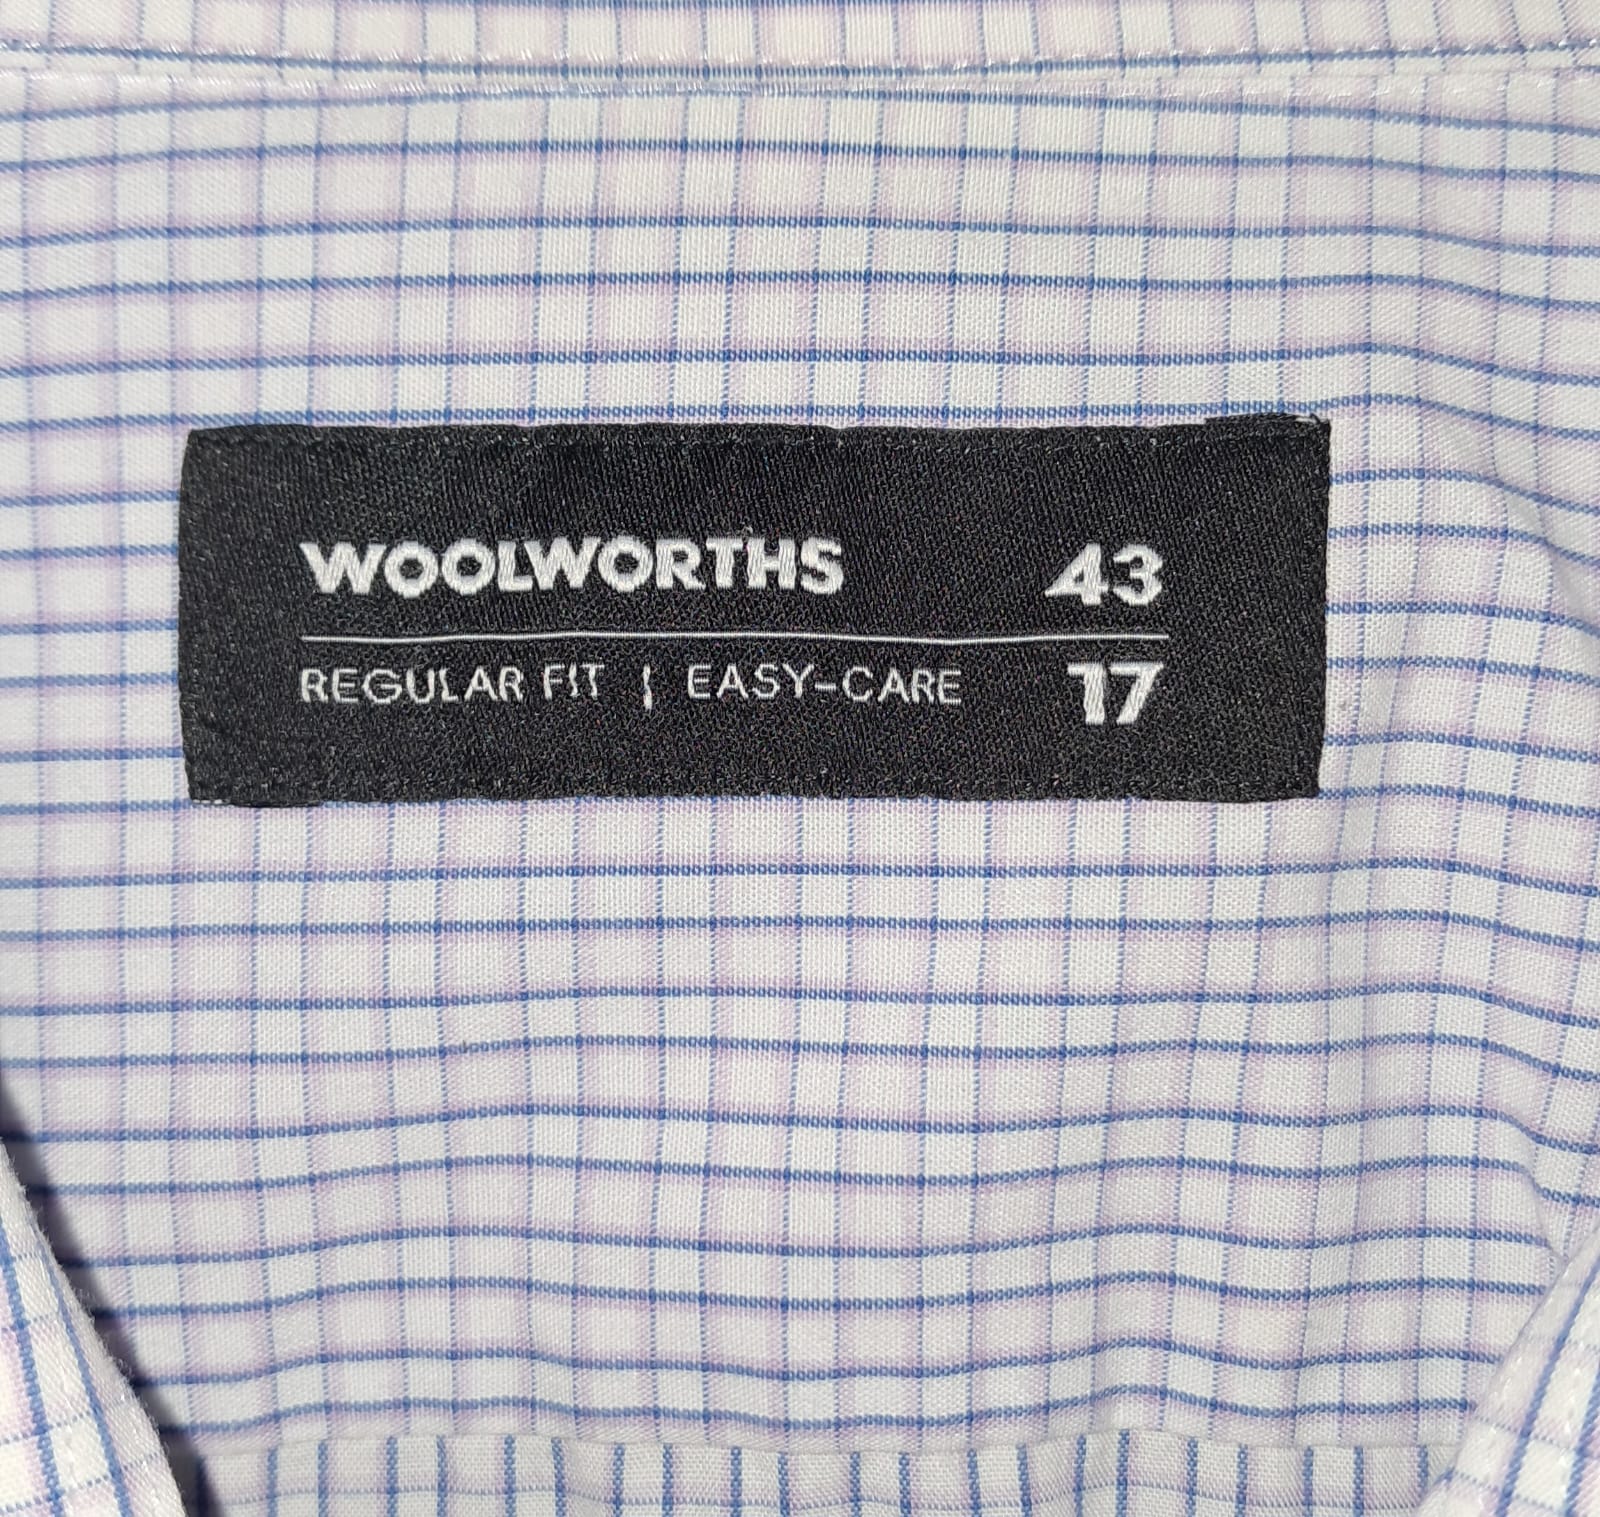 WOOLWORTHS 43
REGULAR FIT | EASY-CARE 17